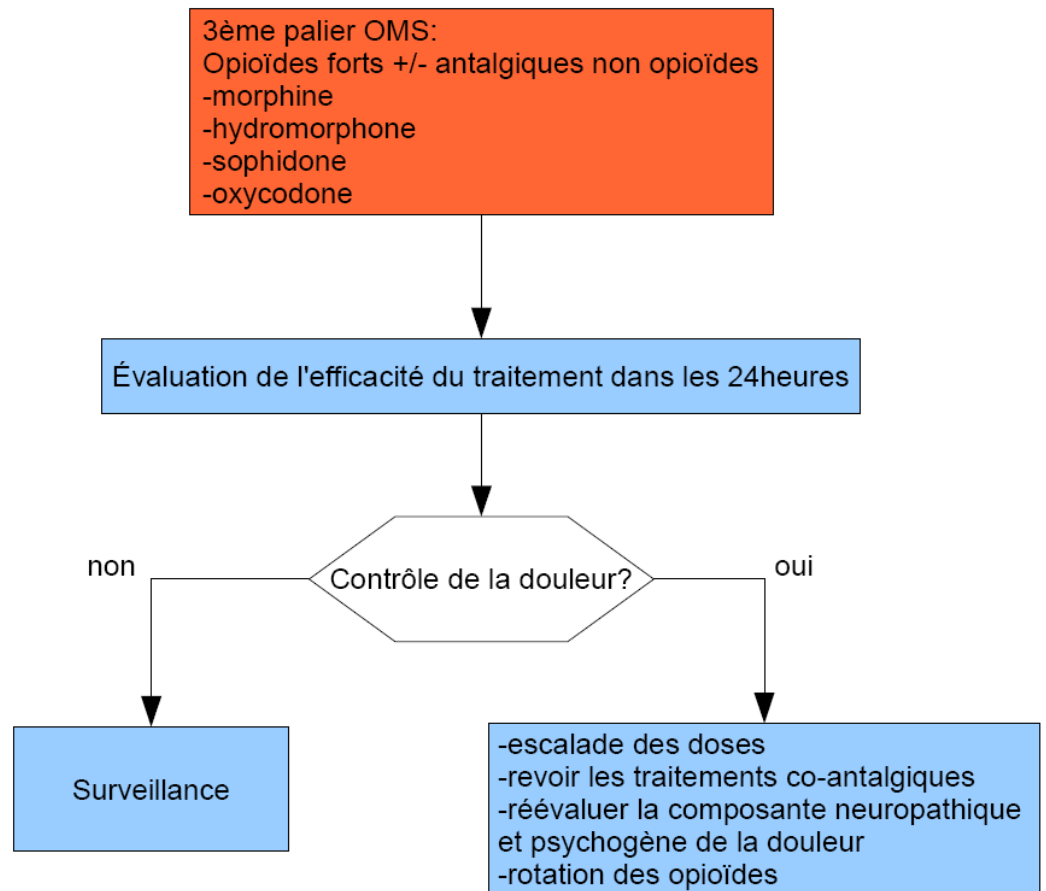 3ème palier OMS:
Opioïdes forts +/- antalgiques non opioïdes
-morphine
-hydromorphone
-sophidone
-oxycodone
Évaluation de l'efficacité du traitement dans les 24heures
non
Contrôle de la douleur?
oui
Surveillance
-escalade des doses
-revoir les traitements co-antalgiques
-réévaluer la composante neuropathique
et psychogène de la douleur
-rotation des opioïdes